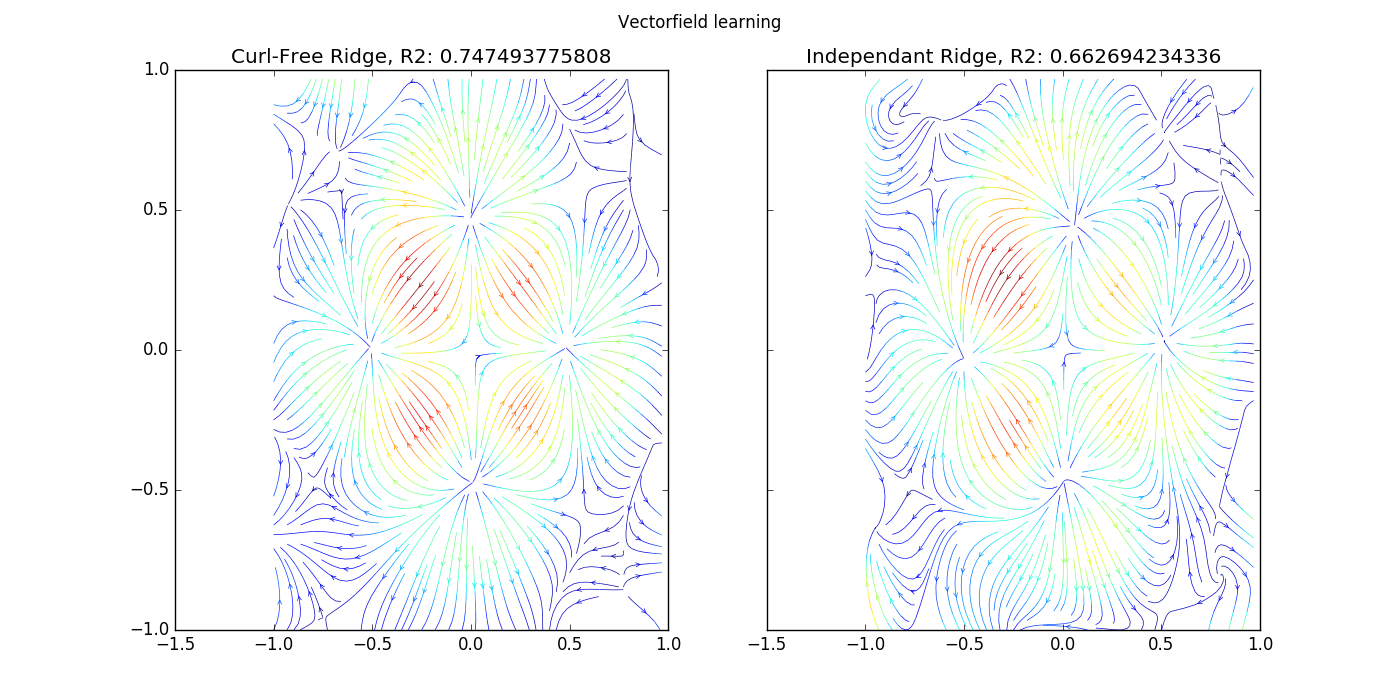 Vectorfield learning
Curl-Free Ridge, R2: 0.747493775808
Independant Ridge, R2: 0.662694234336
1.0
0.5
0.0
−0.5
−1.0
−1.5 −1.0 −0.5 0.0 0.5 1.0
−1.5 −1.0 −0.5 0.0 0.5 1.0